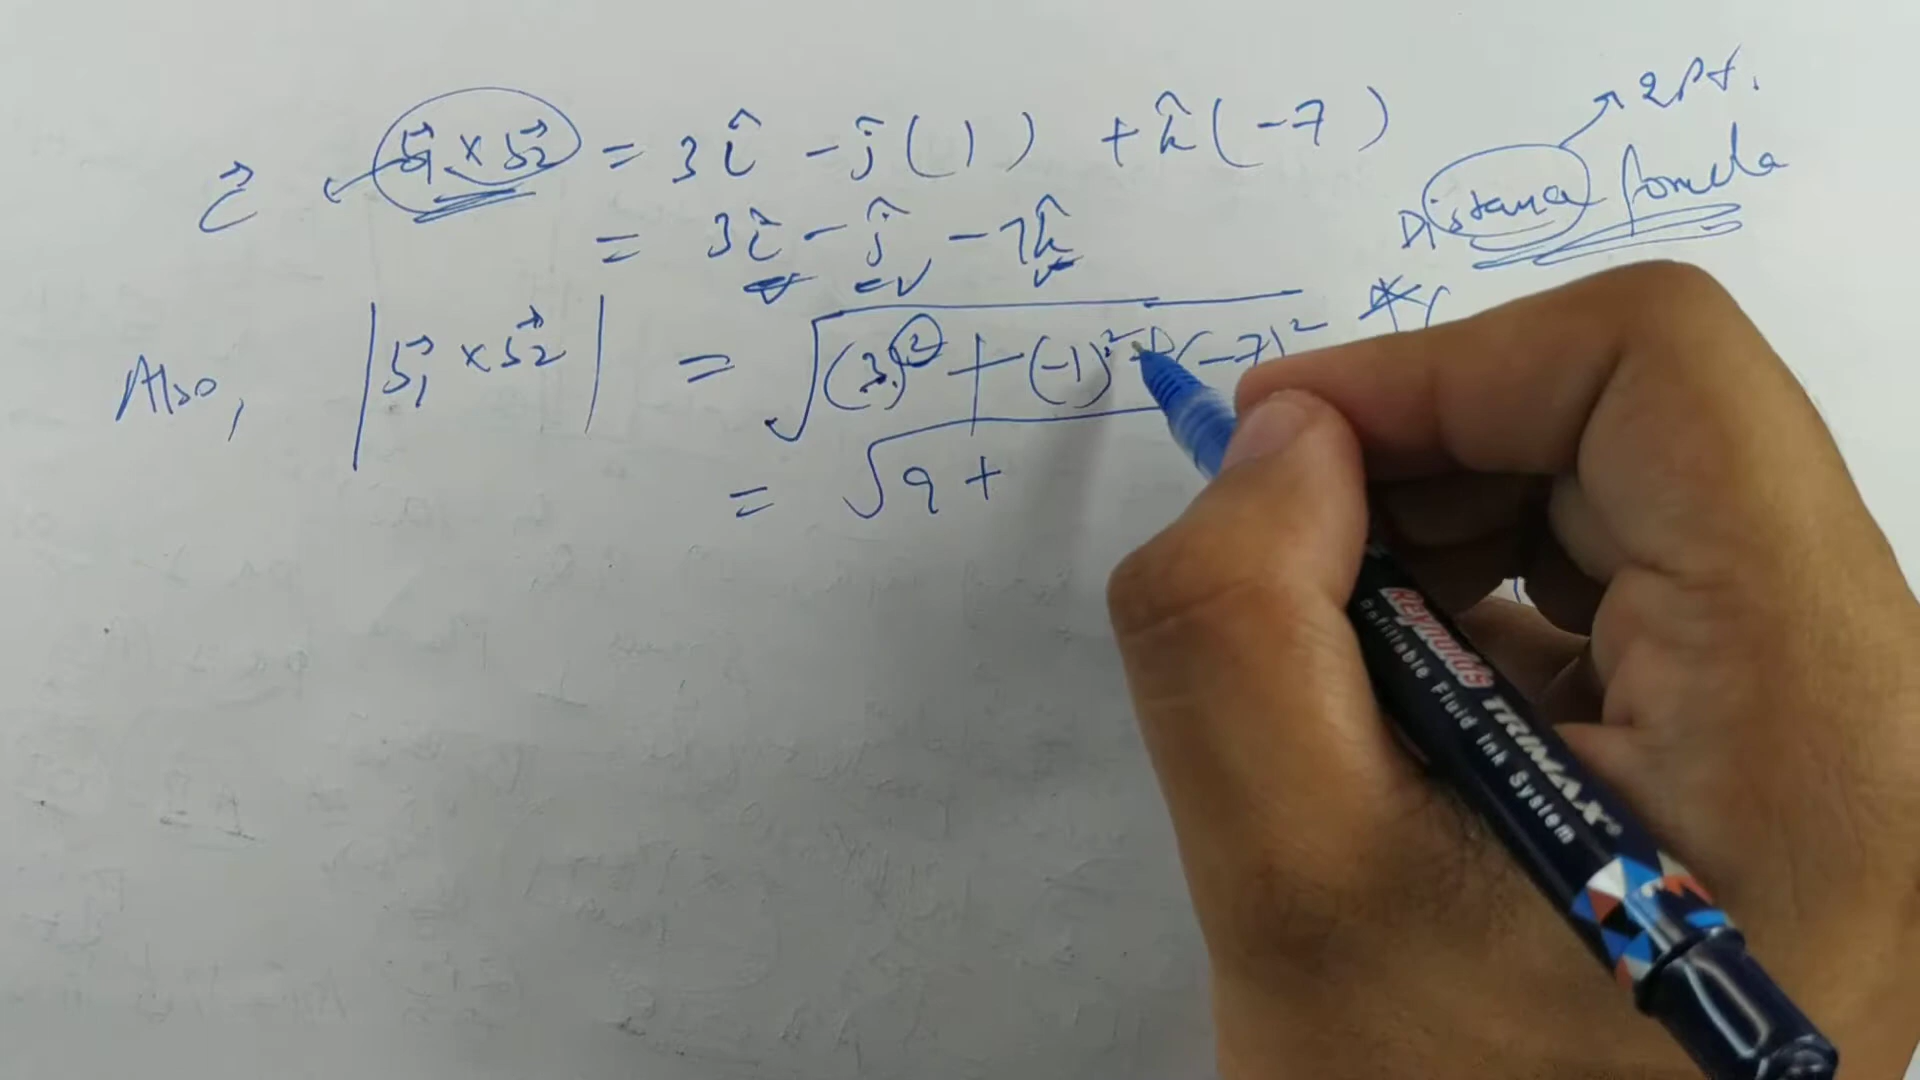 → 2pt.
c⃗ ← b⃗₁ × b⃗₂ = 3î - ĵ(1) + k̂(-7)
Distance formula
= 3î - ĵ - 7k̂
Also, |b⃗₁ × b⃗₂| = √(3)² + (-1)² + (-7)²
= √9 +
Reynolds TRIMAX
Refillable Fluid Ink System